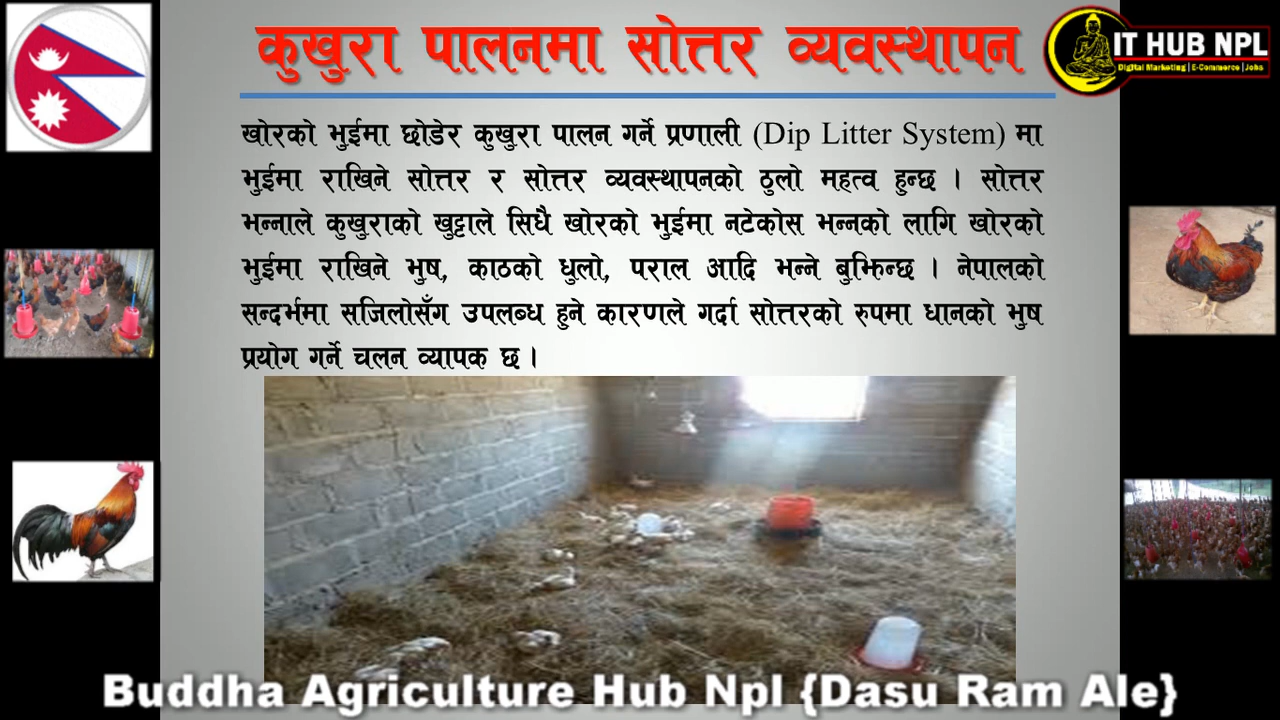 कुखुरा पालनमा सोत्तर व्यवस्थापन
IT HUB NPL
Digital Marketing | E-Commerce | Jobs
खोरको भुईमा छोडेर कुखुरा पालन गर्ने प्रणाली (Dip Litter System) मा
भुईमा राखिने सोत्तर र सोत्तर व्यवस्थापनको ठुलो महत्व हुन्छ । सोत्तर
भन्नाले कुखुराको खुट्टाले सिधै खोरको भुईमा नटेकोस भन्नको लागि खोरको
भुईमा राखिने भुष, काठको धुलो, पराल आदि भन्ने बुझिन्छ । नेपालको
सन्दर्भमा सजिलोसँग उपलब्ध हुने कारणले गर्दा सोत्तरको रुपमा धानको भुष
प्रयोग गर्ने चलन व्यापक छ ।
Buddha Agriculture Hub Npl {Dasu Ram Ale}